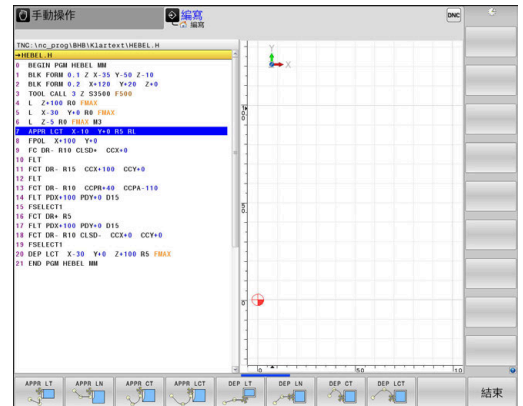 手動操作
編寫
編寫
DNC
TNC:\nc_prog\BHB\Klartext\HEBEL.H
→HEBEL.H
0 BEGIN PGM HEBEL MM
1 BLK FORM 0.1 Z X-35 Y-50 Z-10
2 BLK FORM 0.2 X+120 Y+20 Z+0
3 TOOL CALL 3 Z S3500 F500
4 L Z+100 R0 FMAX
5 L X-30 Y+0 R0 FMAX
6 L Z-5 R0 FMAX M3
7 APPR LCT X-10 Y+0 R5 RL
8 FPOL X+100 Y+0
9 FC DR- R10 CLSD+ CCX+0
10 FLT
11 FCT DR- R15 CCX+100 CCY+0
12 FLT
13 FCT DR- R10 CCPR+40 CCPA-110
14 FLT PDX+100 PDY+0 D15
15 FSELECT1
16 FCT DR+ R5
17 FLT PDX+100 PDY+0 D15
18 FCT DR- R10 CLSD- CCX+0 CCY+0
19 FSELECT1
20 DEP LCT X-30 Y+0 Z+100 R5 FMAX
21 END PGM HEBEL MM
Y
X
100
50
0
0 50 10
APPR LT APPR LN APPR CT APPR LCT DEP LT DEP LN DEP CT DEP LCT
結束